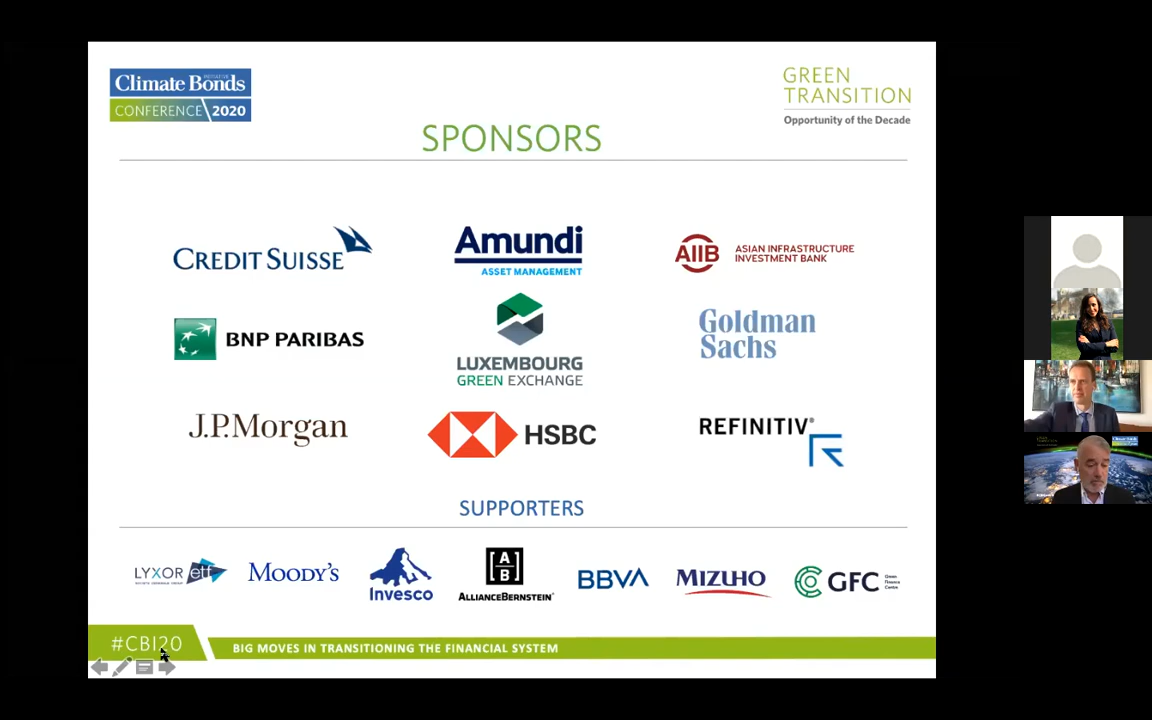 Climate Bonds
INITIATIVE
CONFERENCE 2020
GREEN
TRANSITION
Opportunity of the Decade
SPONSORS
CREDIT SUISSE
Amundi
ASSET MANAGEMENT
AIIB
ASIAN INFRASTRUCTURE
INVESTMENT BANK
BNP PARIBAS
LUXEMBOURG
GREEN EXCHANGE
Goldman
Sachs
J.P.Morgan
HSBC
REFINITIV
SUPPORTERS
LYXOR etf
MOODY'S
Invesco
[A
B]
ALLIANCEBERNSTEIN
BBVA
MIZUHO
GFC
Green
Finance
Centre
#CBI20
BIG MOVES IN TRANSITIONING THE FINANCIAL SYSTEM